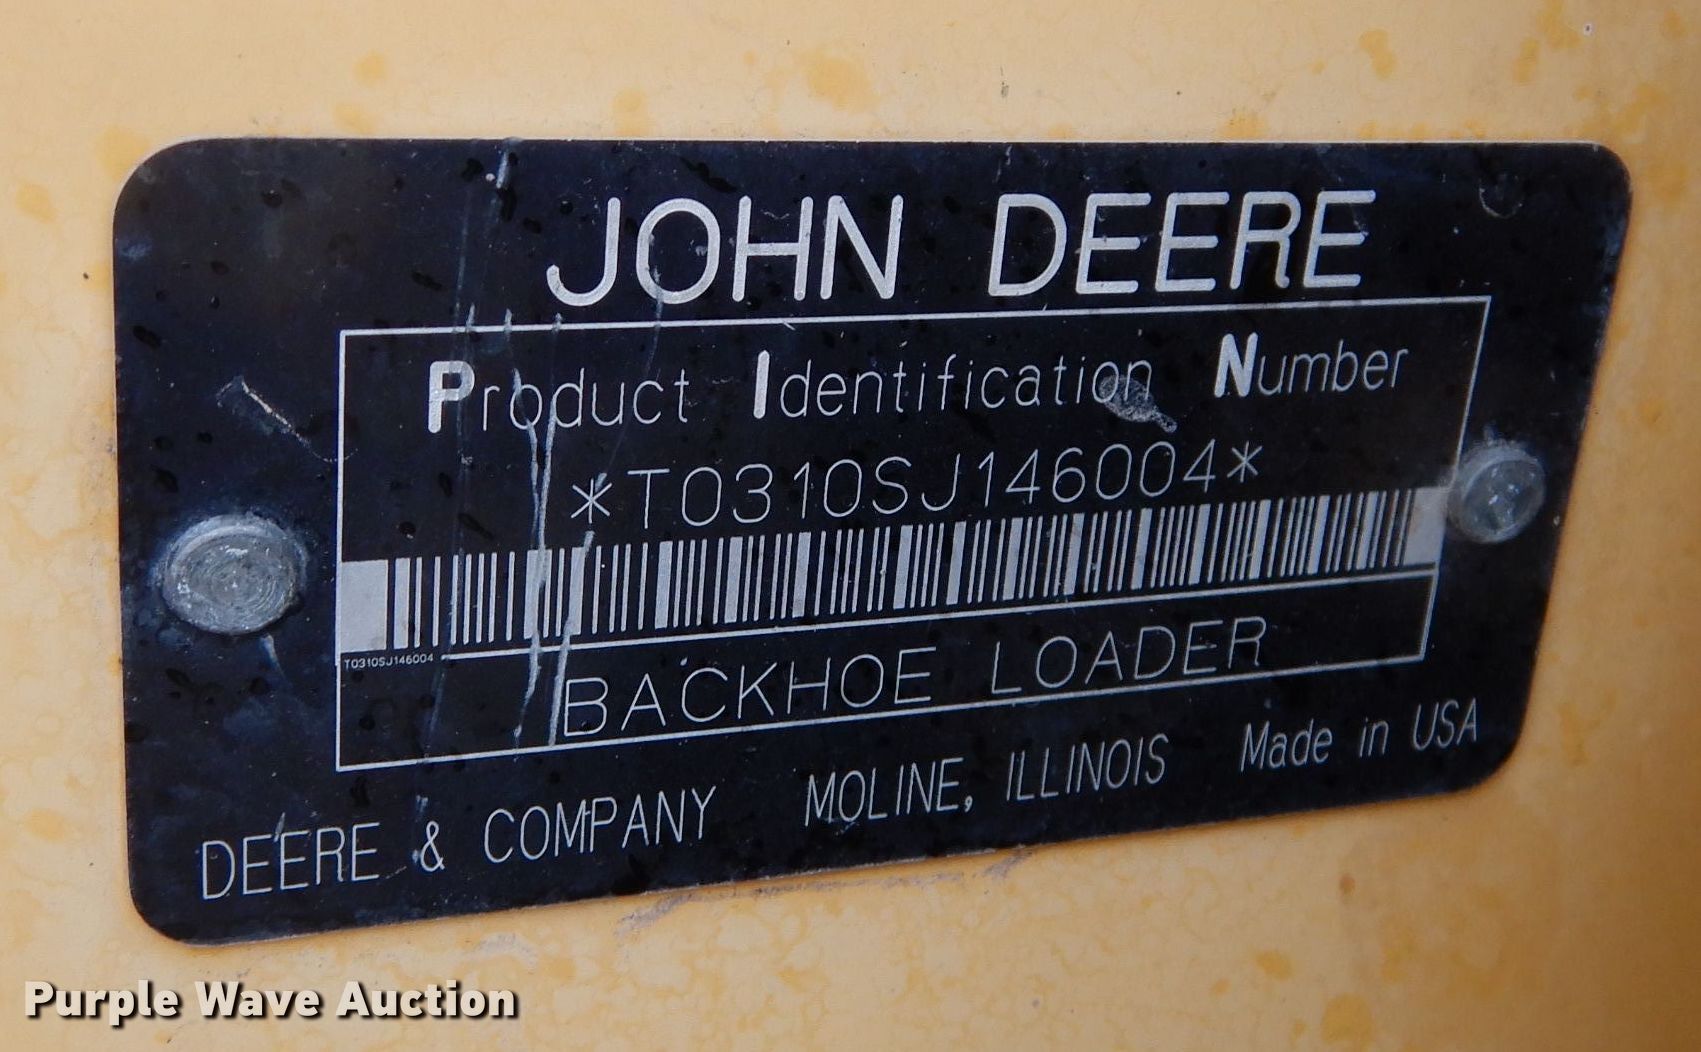 JOHN DEERE
Product Identification Number
*T0310SJ146004*
T0310SJ146004
BACKHOE LOADER
DEERE & COMPANY MOLINE, ILLINOIS Made in USA
Purple Wave Auction